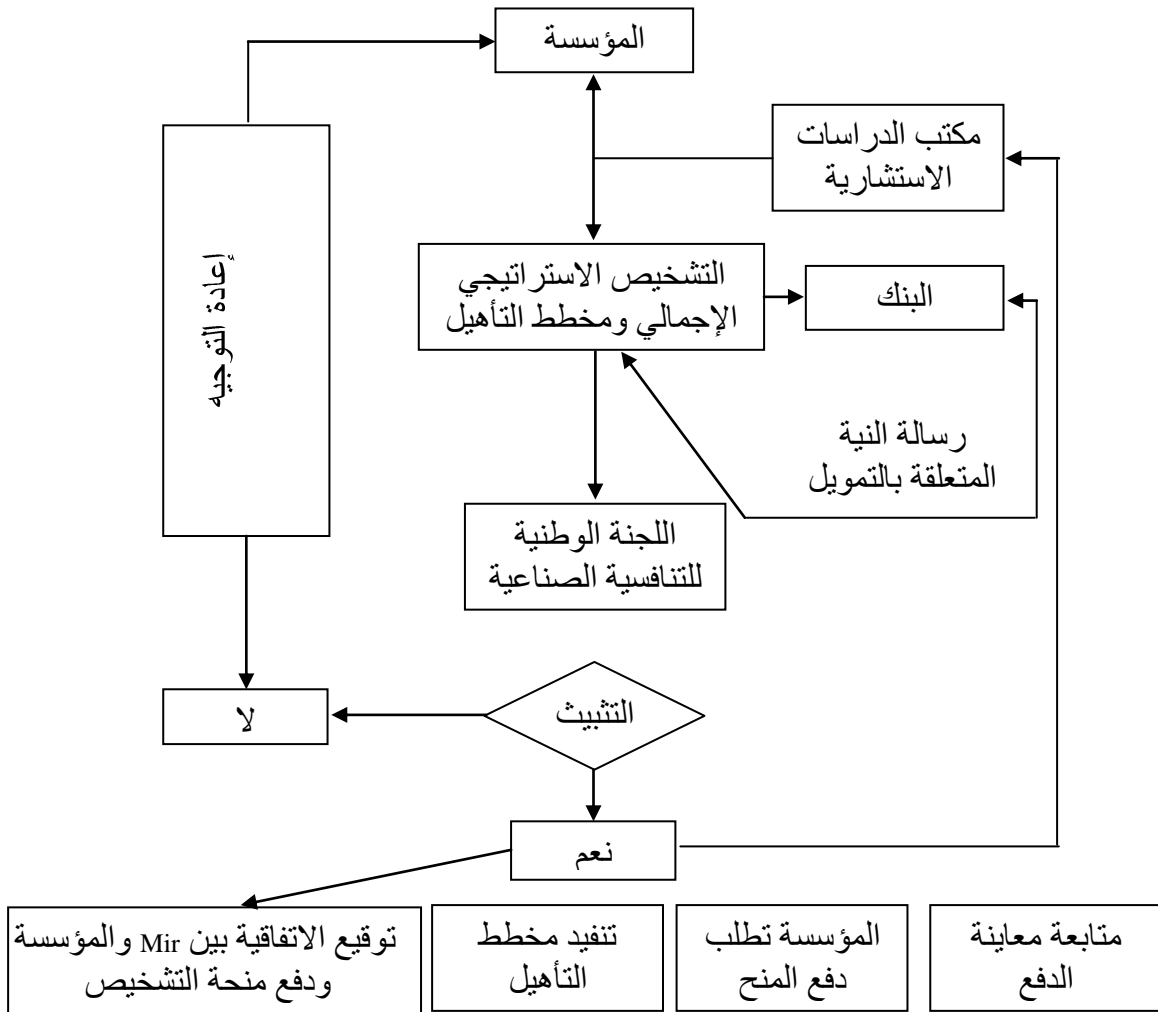 المؤسسة
مكتب الدراسات
الاستشارية
إعادة التوجيه
التشخيص الاستراتيجي
الإجمالي ومخطط التأهيل
البنك
رسالة النية
المتعلقة بالتمويل
اللجنة الوطنية
للتنافسية الصناعية
التثبيث
لا
نعم
متابعة معاينة
الدفع
المؤسسة تطلب
دفع المنح
تنفيد مخطط
التأهيل
توقيع الاتفاقية بين Mir والمؤسسة
ودفع منحة التشخيص